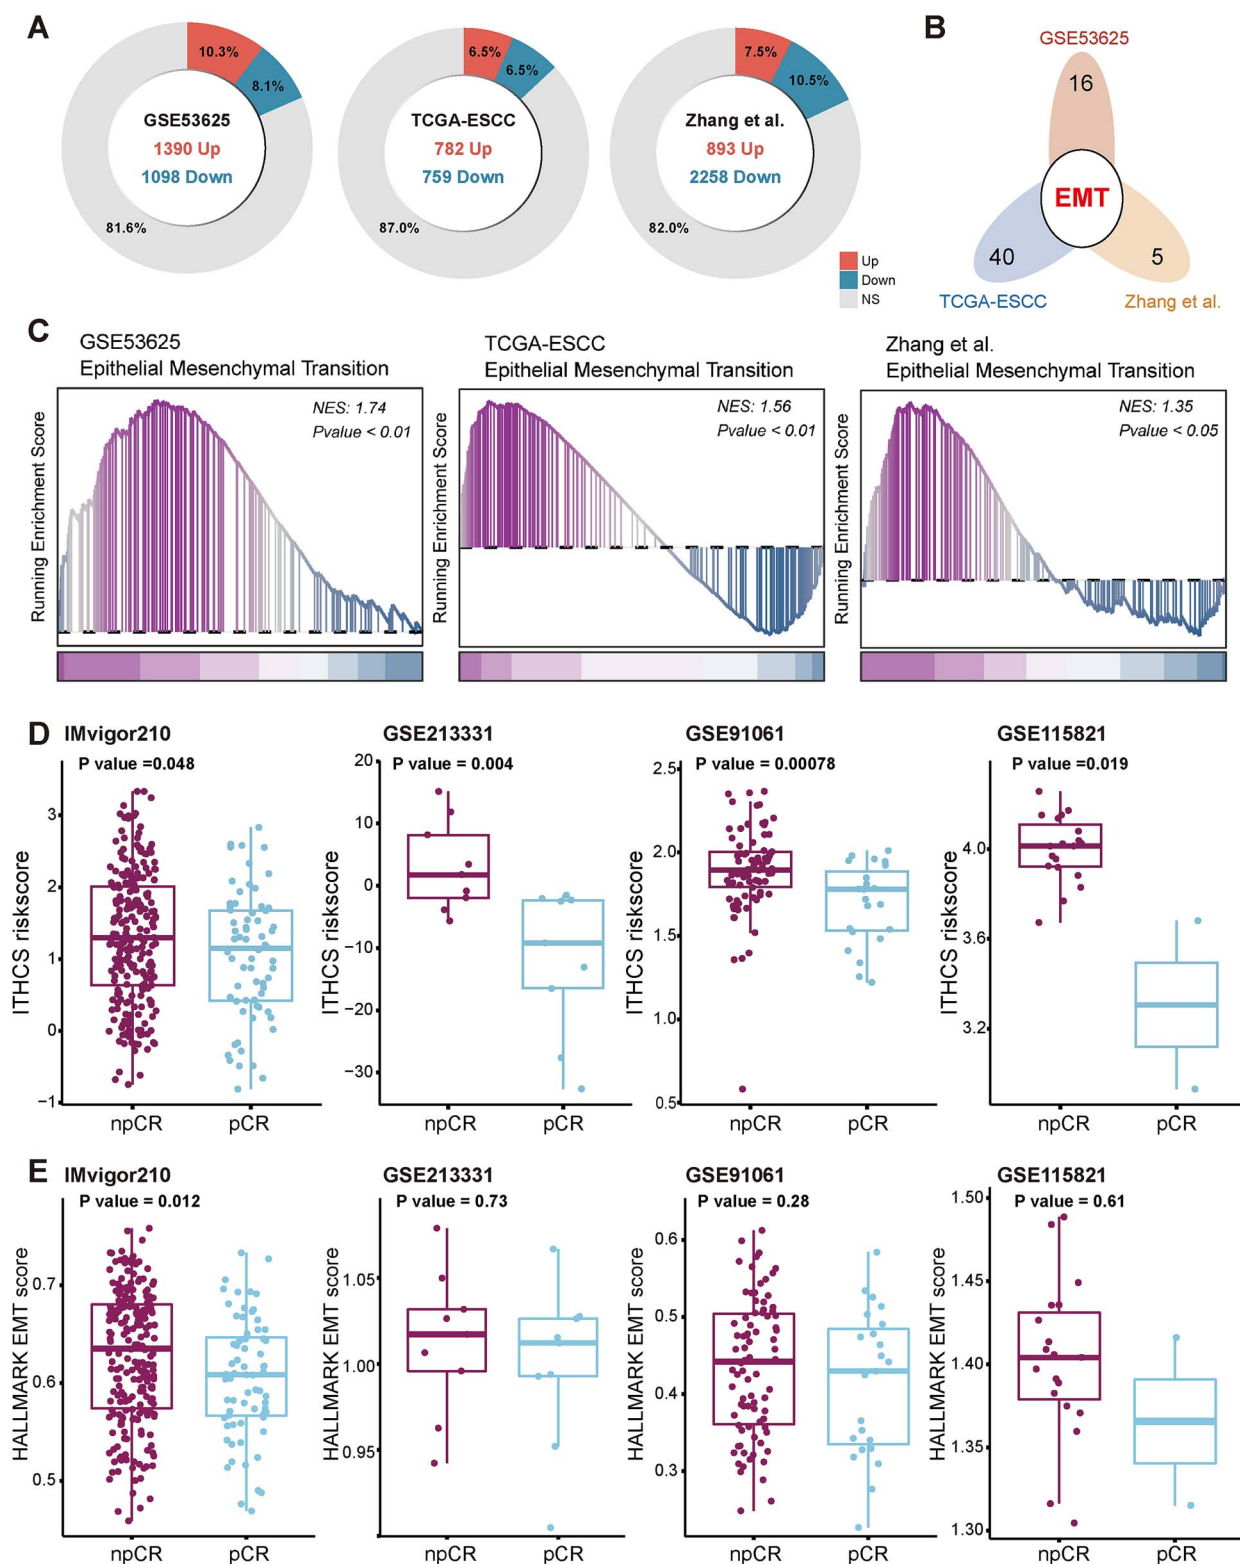 A
10.3%
8.1%
GSE53625
1390 Up
1098 Down
81.6%
6.5%
6.5%
TCGA-ESCC
782 Up
759 Down
87.0%
7.5%
10.5%
Zhang et al.
893 Up
2258 Down
82.0%
Up
Down
NS
B
GSE53625
16
EMT
40
5
TCGA-ESCC
Zhang et al.
C
GSE53625
Epithelial Mesenchymal Transition
NES: 1.74
Pvalue < 0.01
Running Enrichment Score
TCGA-ESCC
Epithelial Mesenchymal Transition
NES: 1.56
Pvalue < 0.01
Running Enrichment Score
Zhang et al.
Epithelial Mesenchymal Transition
NES: 1.35
Pvalue < 0.05
Running Enrichment Score
D
IMvigor210
P value =0.048
ITHCS riskscore
3
2
1
0
−1
npCR
pCR
GSE213331
P value = 0.004
ITHCS riskscore
20
10
0
−10
−20
−30
npCR
pCR
GSE91061
P value = 0.00078
ITHCS riskscore
2.5
2.0
1.5
1.0
0.5
npCR
pCR
GSE115821
P value =0.019
ITHCS riskscore
4.0
3.6
3.2
npCR
pCR
E
IMvigor210
P value = 0.012
HALLMARK EMT score
0.7
0.6
0.5
npCR
pCR
GSE213331
P value = 0.73
HALLMARK EMT score
1.05
1.00
0.95
npCR
pCR
GSE91061
P value = 0.28
HALLMARK EMT score
0.6
0.5
0.4
0.3
npCR
pCR
GSE115821
P value = 0.61
HALLMARK EMT score
1.50
1.45
1.40
1.35
1.30
npCR
pCR